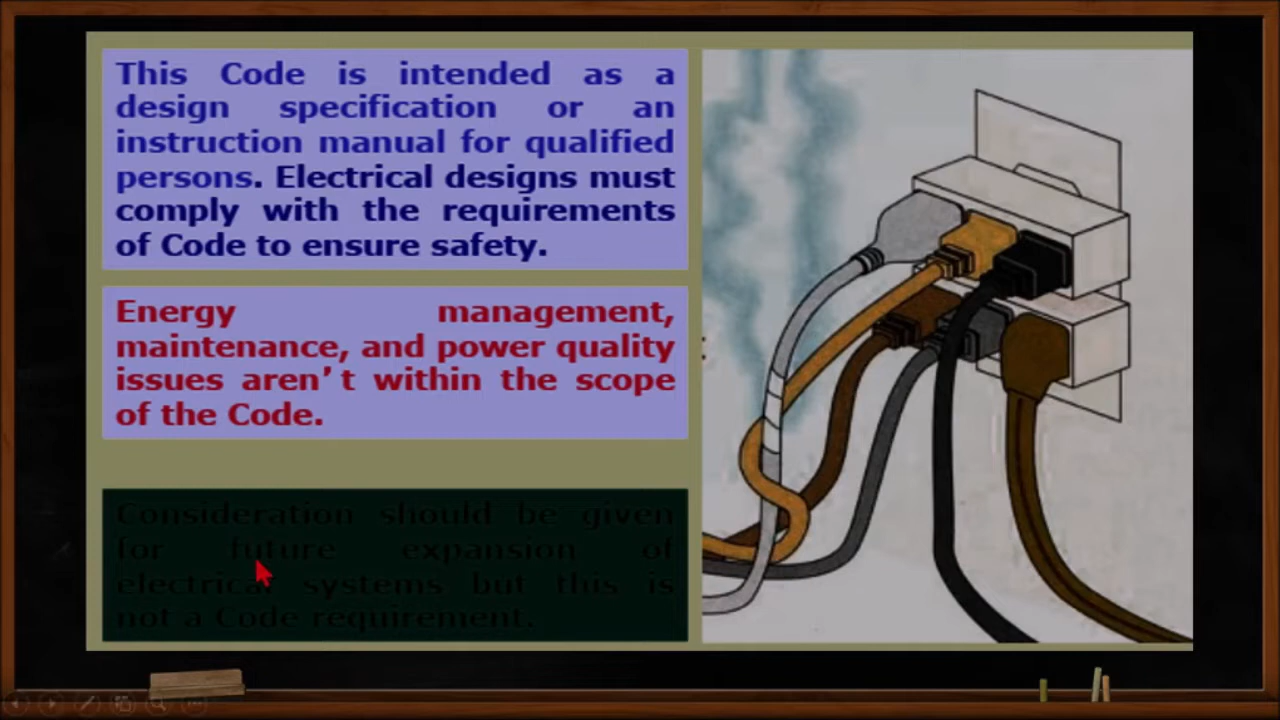 This Code is intended as a
design specification or an
instruction manual for qualified
persons. Electrical designs must
comply with the requirements
of Code to ensure safety.
Energy management,
maintenance, and power quality
issues aren't within the scope
of the Code.
Consideration should be given
for future expansion of
electrical systems but this is
not a Code requirement.
: